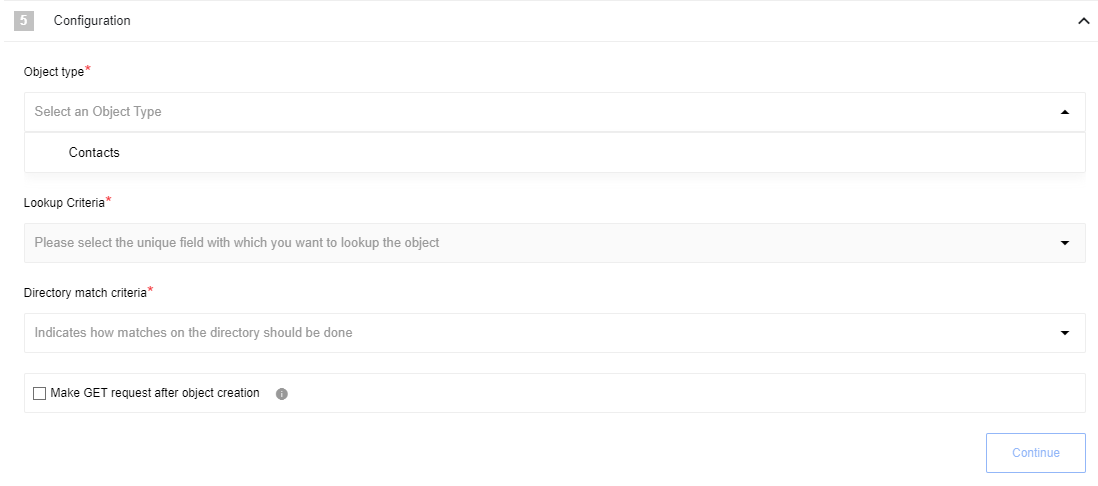 5 Configuration
Object type*
Select an Object Type
Contacts
Lookup Criteria*
Please select the unique field with which you want to lookup the object
Directory match criteria*
Indicates how matches on the directory should be done
Make GET request after object creation i
Continue